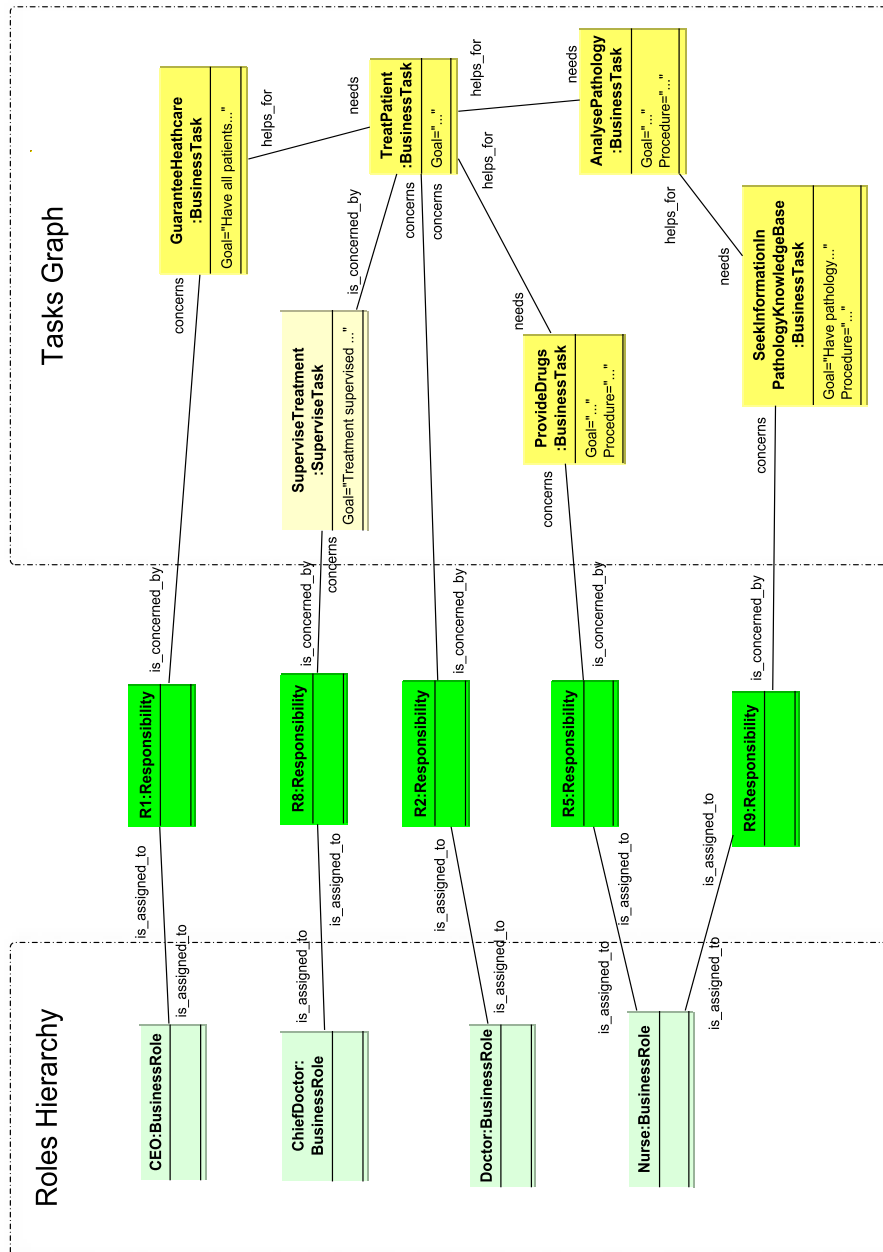 Tasks Graph
GuaranteeHeathcare
:BusinessTask
Goal="Have all patients..."
helps_for
needs
TreatPatient
:BusinessTask
Goal="..."
helps_for
needs
AnalysePathology
:BusinessTask
Goal="..."
Procedure="..."
concerns
is_concerned_by
concerns
concerns
helps_for
needs
helps_for
needs
SuperviseTreatment
:SuperviseTask
Goal="Treatment supervised ..."
ProvideDrugs
:BusinessTask
Goal="..."
Procedure="..."
SeekInformationIn
PathologyKnowledgeBase
:BusinessTask
Goal="Have pathology..."
Procedure="..."
concerns
concerns
concerns
is_concerned_by
is_concerned_by
is_concerned_by
is_concerned_by
is_concerned_by
R1:Responsibility
R8:Responsibility
R2:Responsibility
R5:Responsibility
R9:Responsibility
is_assigned_to
is_assigned_to
is_assigned_to
is_assigned_to
is_assigned_to
Roles Hierarchy
is_assigned_to
is_assigned_to
is_assigned_to
is_assigned_to
is_assigned_to
CEO:BusinessRole
ChiefDoctor:
BusinessRole
Doctor:BusinessRole
Nurse:BusinessRole